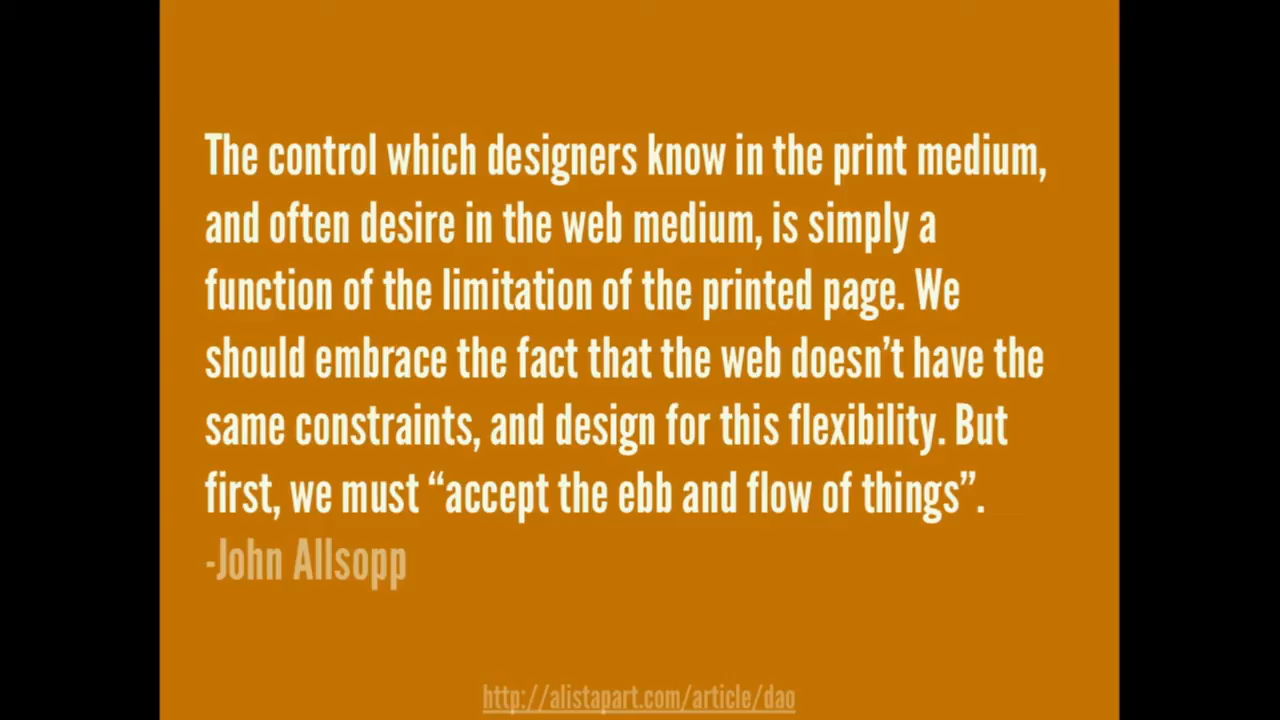 The control which designers know in the print medium,
and often desire in the web medium, is simply a
function of the limitation of the printed page. We
should embrace the fact that the web doesn’t have the
same constraints, and design for this flexibility. But
first, we must “accept the ebb and flow of things”.
-John Allsopp
http://alistapart.com/article/dao